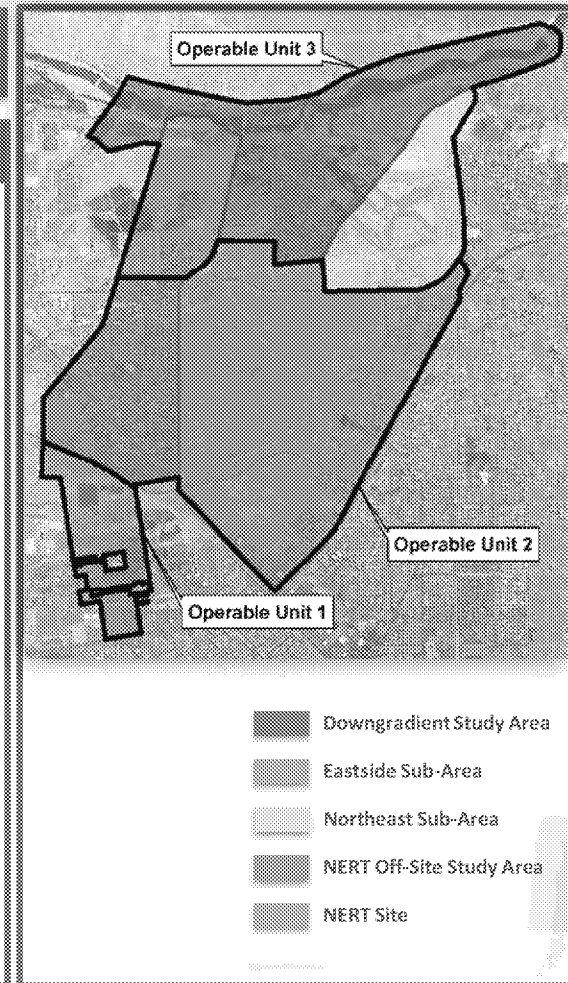 Operable Unit 3
Operable Unit 2
Operable Unit 1
Downgradient Study Area
Eastside Sub-Area
Northeast Sub-Area
NERT Off-Site Study Area
NERT Site